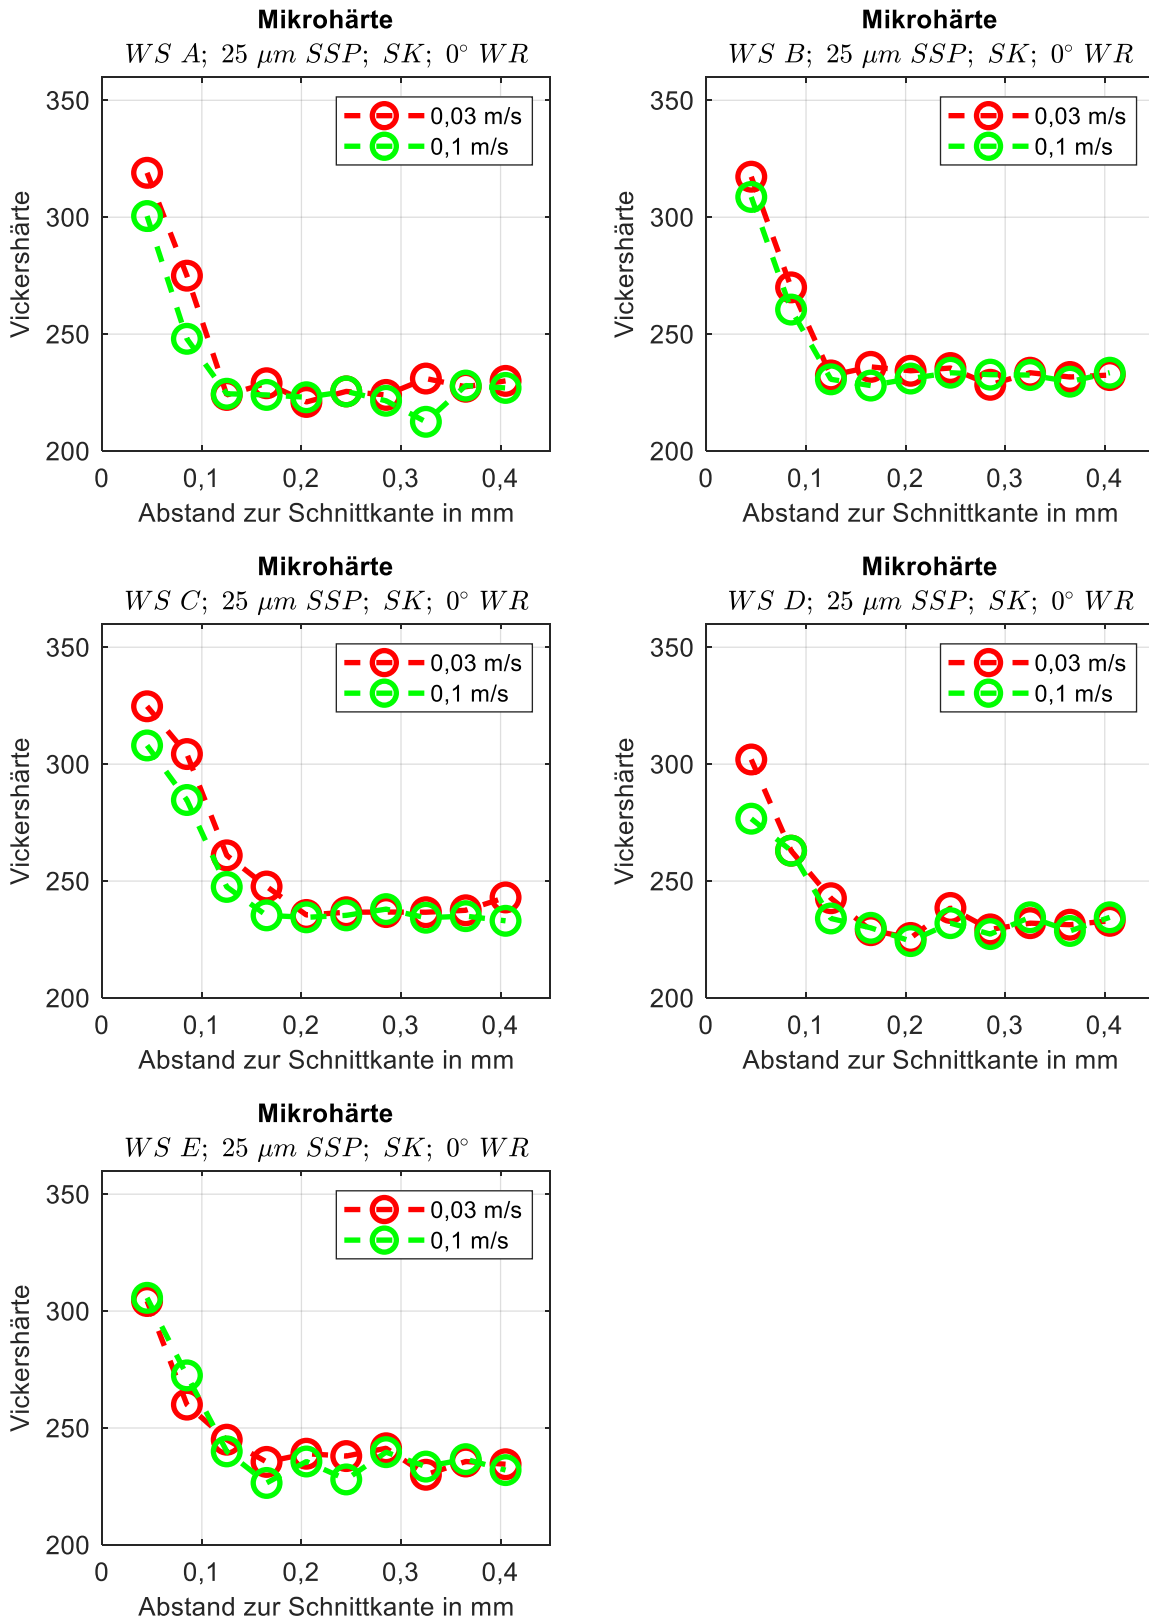 Mikrohärte
WS A; 25 μm SSP; SK; 0° WR
350
300
250
200
0
0,1
0,2
0,3
0,4
Vickershärte
Abstand zur Schnittkante in mm
0,03 m/s
0,1 m/s
Mikrohärte
WS B; 25 μm SSP; SK; 0° WR
350
300
250
200
0
0,1
0,2
0,3
0,4
Vickershärte
Abstand zur Schnittkante in mm
0,03 m/s
0,1 m/s
Mikrohärte
WS C; 25 μm SSP; SK; 0° WR
350
300
250
200
0
0,1
0,2
0,3
0,4
Vickershärte
Abstand zur Schnittkante in mm
0,03 m/s
0,1 m/s
Mikrohärte
WS D; 25 μm SSP; SK; 0° WR
350
300
250
200
0
0,1
0,2
0,3
0,4
Vickershärte
Abstand zur Schnittkante in mm
0,03 m/s
0,1 m/s
Mikrohärte
WS E; 25 μm SSP; SK; 0° WR
350
300
250
200
0
0,1
0,2
0,3
0,4
Vickershärte
Abstand zur Schnittkante in mm
0,03 m/s
0,1 m/s